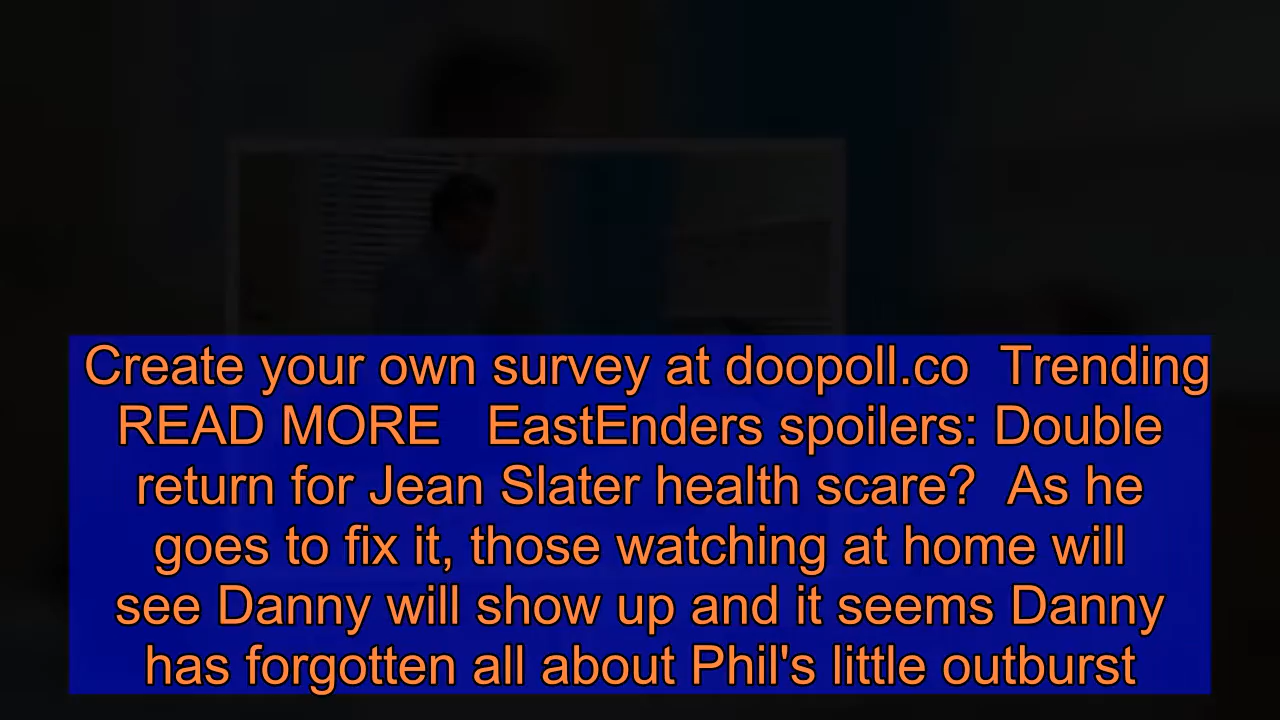 Create your own survey at doopoll.co  Trending
READ MORE   EastEnders spoilers: Double
return for Jean Slater health scare?  As he
goes to fix it, those watching at home will
see Danny will show up and it seems Danny
has forgotten all about Phil's little outburst